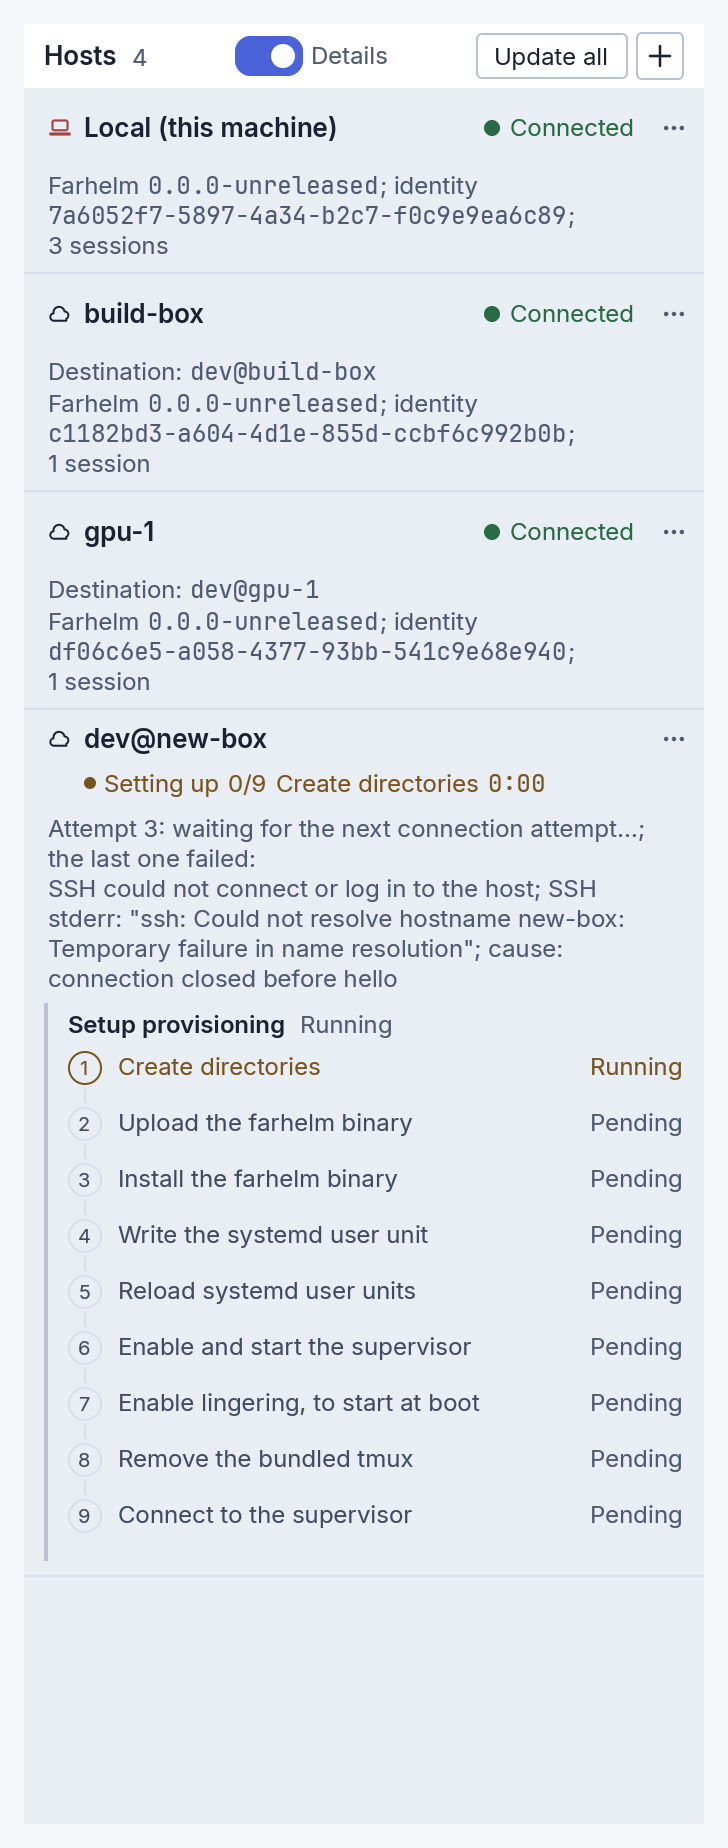 Hosts 4 Details Update all +
Local (this machine) Connected ...
Farhelm 0.0.0-unreleased; identity
7a6052f7-5897-4a34-b2c7-f0c9e9ea6c89;
3 sessions
build-box Connected ...
Destination: dev@build-box
Farhelm 0.0.0-unreleased; identity
c1182bd3-a604-4d1e-855d-ccbf6c992b0b;
1 session
gpu-1 Connected ...
Destination: dev@gpu-1
Farhelm 0.0.0-unreleased; identity
df06c6e5-a058-4377-93bb-541c9e68e940;
1 session
dev@new-box ...
Setting up 0/9 Create directories 0:00
Attempt 3: waiting for the next connection attempt…;
the last one failed:
SSH could not connect or log in to the host; SSH
stderr: "ssh: Could not resolve hostname new-box:
Temporary failure in name resolution"; cause:
connection closed before hello
Setup provisioning Running
1 Create directories Running
2 Upload the farhelm binary Pending
3 Install the farhelm binary Pending
4 Write the systemd user unit Pending
5 Reload systemd user units Pending
6 Enable and start the supervisor Pending
7 Enable lingering, to start at boot Pending
8 Remove the bundled tmux Pending
9 Connect to the supervisor Pending